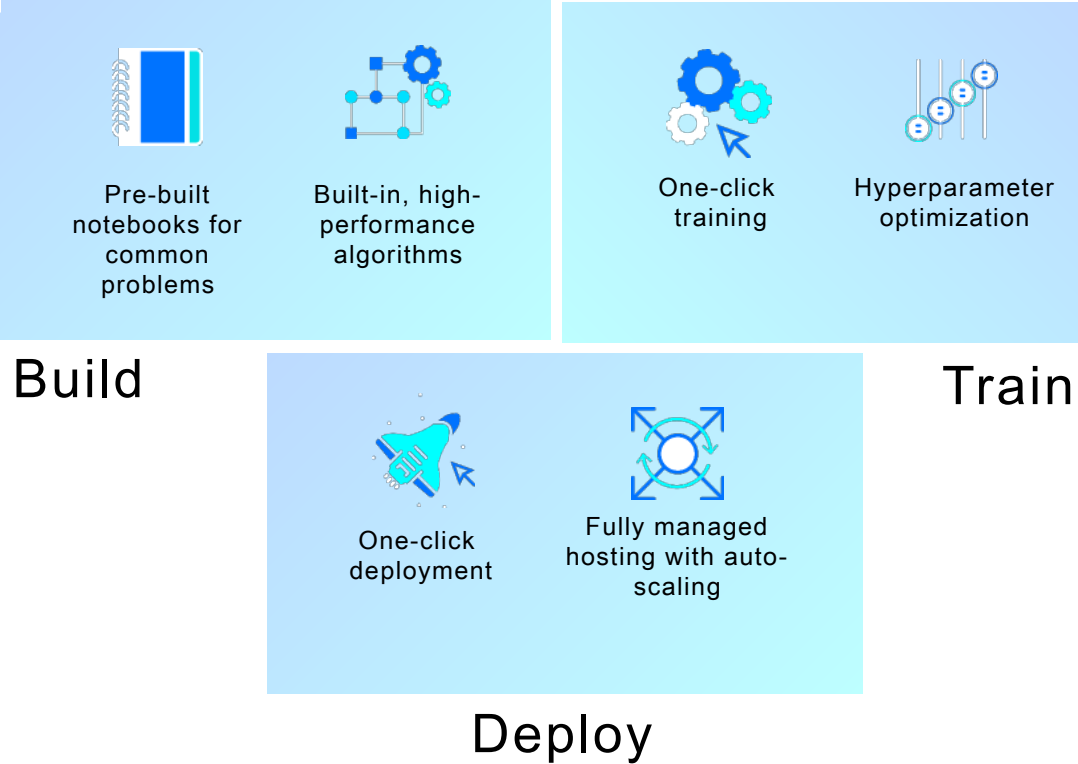 Pre-built
notebooks for
common
problems
Built-in, high-
performance
algorithms
Build
One-click
training
Hyperparameter
optimization
Train
One-click
deployment
Fully managed
hosting with auto-
scaling
Deploy